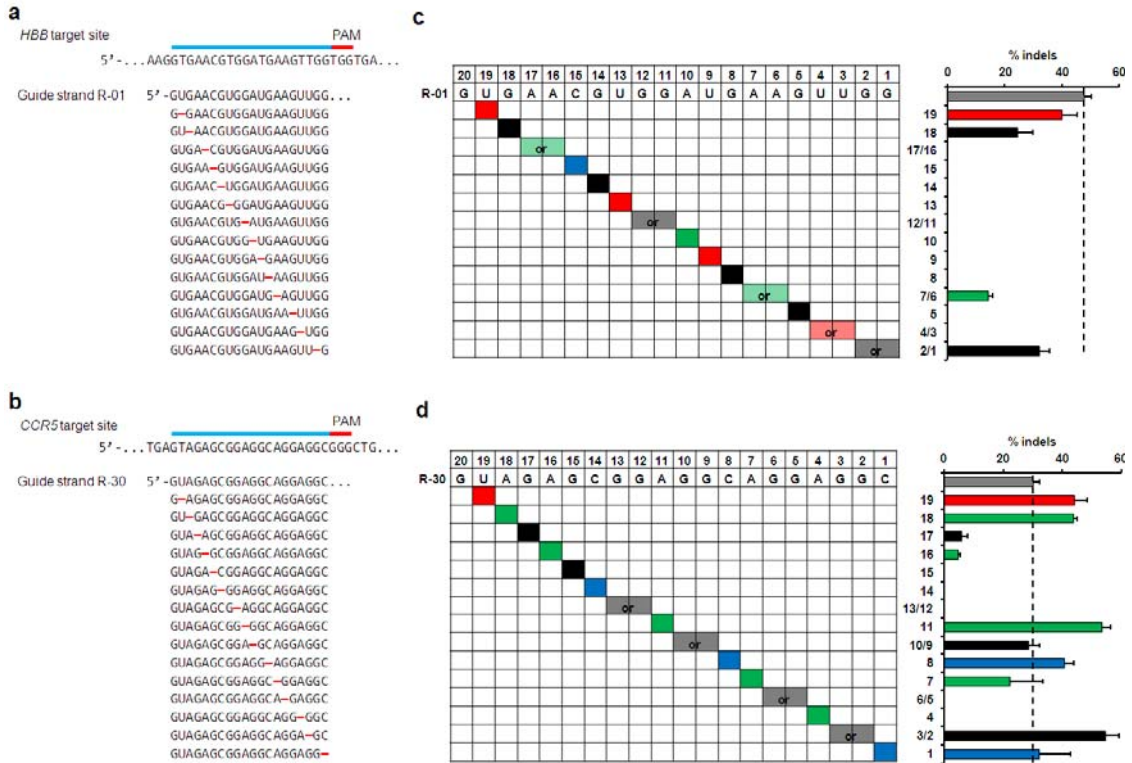 a
HBB target site
PAM
5'-...AAGGTGAACGTGGATGAAGTTGGTGGTGA...
Guide strand R-01 5'-GUGAACGUGGAUGAAGUUGG...
G-GAACGUGGAUGAAGUUGG
GU-AACGUGGAUGAAGUUGG
GUGA-CGUGGAUGAAGUUGG
GUGAA-GUGGAUGAAGUUGG
GUGAAC-UGGAUGAAGUUGG
GUGAACG-GGAUGAAGUUGG
GUGAACGUG-AUGAAGUUGG
GUGAACGUGG-UGAAGUUGG
GUGAACGUGGA-GAAGUUGG
GUGAACGUGGAU-AAGUUGG
GUGAACGUGGAUG-AGUUGG
GUGAACGUGGAUGAA-UUGG
GUGAACGUGGAUGAAG-UGG
GUGAACGUGGAUGAAGUU-G
b
CCR5 target site
PAM
5'-...TGAGTAGAGCGGAGGCAGGAGGCGGGCTG...
Guide strand R-30 5'-GUAGAGCGGAGGCAGGAGGC...
G-AGAGCGGAGGCAGGAGGC
GU-GAGCGGAGGCAGGAGGC
GUA-AGCGGAGGCAGGAGGC
GUAG-GCGGAGGCAGGAGGC
GUAGA-CGGAGGCAGGAGGC
GUAGAG-GGAGGCAGGAGGC
GUAGAGCG-AGGCAGGAGGC
GUAGAGCGG-GGCAGGAGGC
GUAGAGCGGA-GCAGGAGGC
GUAGAGCGGAGG-AGGAGGC
GUAGAGCGGAGGC-GGAGGC
GUAGAGCGGAGGCA-GAGGC
GUAGAGCGGAGGCAGG-GGC
GUAGAGCGGAGGCAGGA-GC
GUAGAGCGGAGGCAGGAGG-
c
20 19 18 17 16 15 14 13 12 11 10 9 8 7 6 5 4 3 2 1
R-01 G U G A A C G U G G A U G A A G U U G G
or
or
or
or
or
% indels
0 20 40 60
19
18
17/16
15
14
13
12/11
10
9
8
7/6
5
4/3
2/1
d
20 19 18 17 16 15 14 13 12 11 10 9 8 7 6 5 4 3 2 1
R-30 G U A G A G C G G A G G C A G G A G G C
or
or
or
or
% indels
0 20 40 60
19
18
17
16
15
14
13/12
11
10/9
8
7
6/5
4
3/2
1